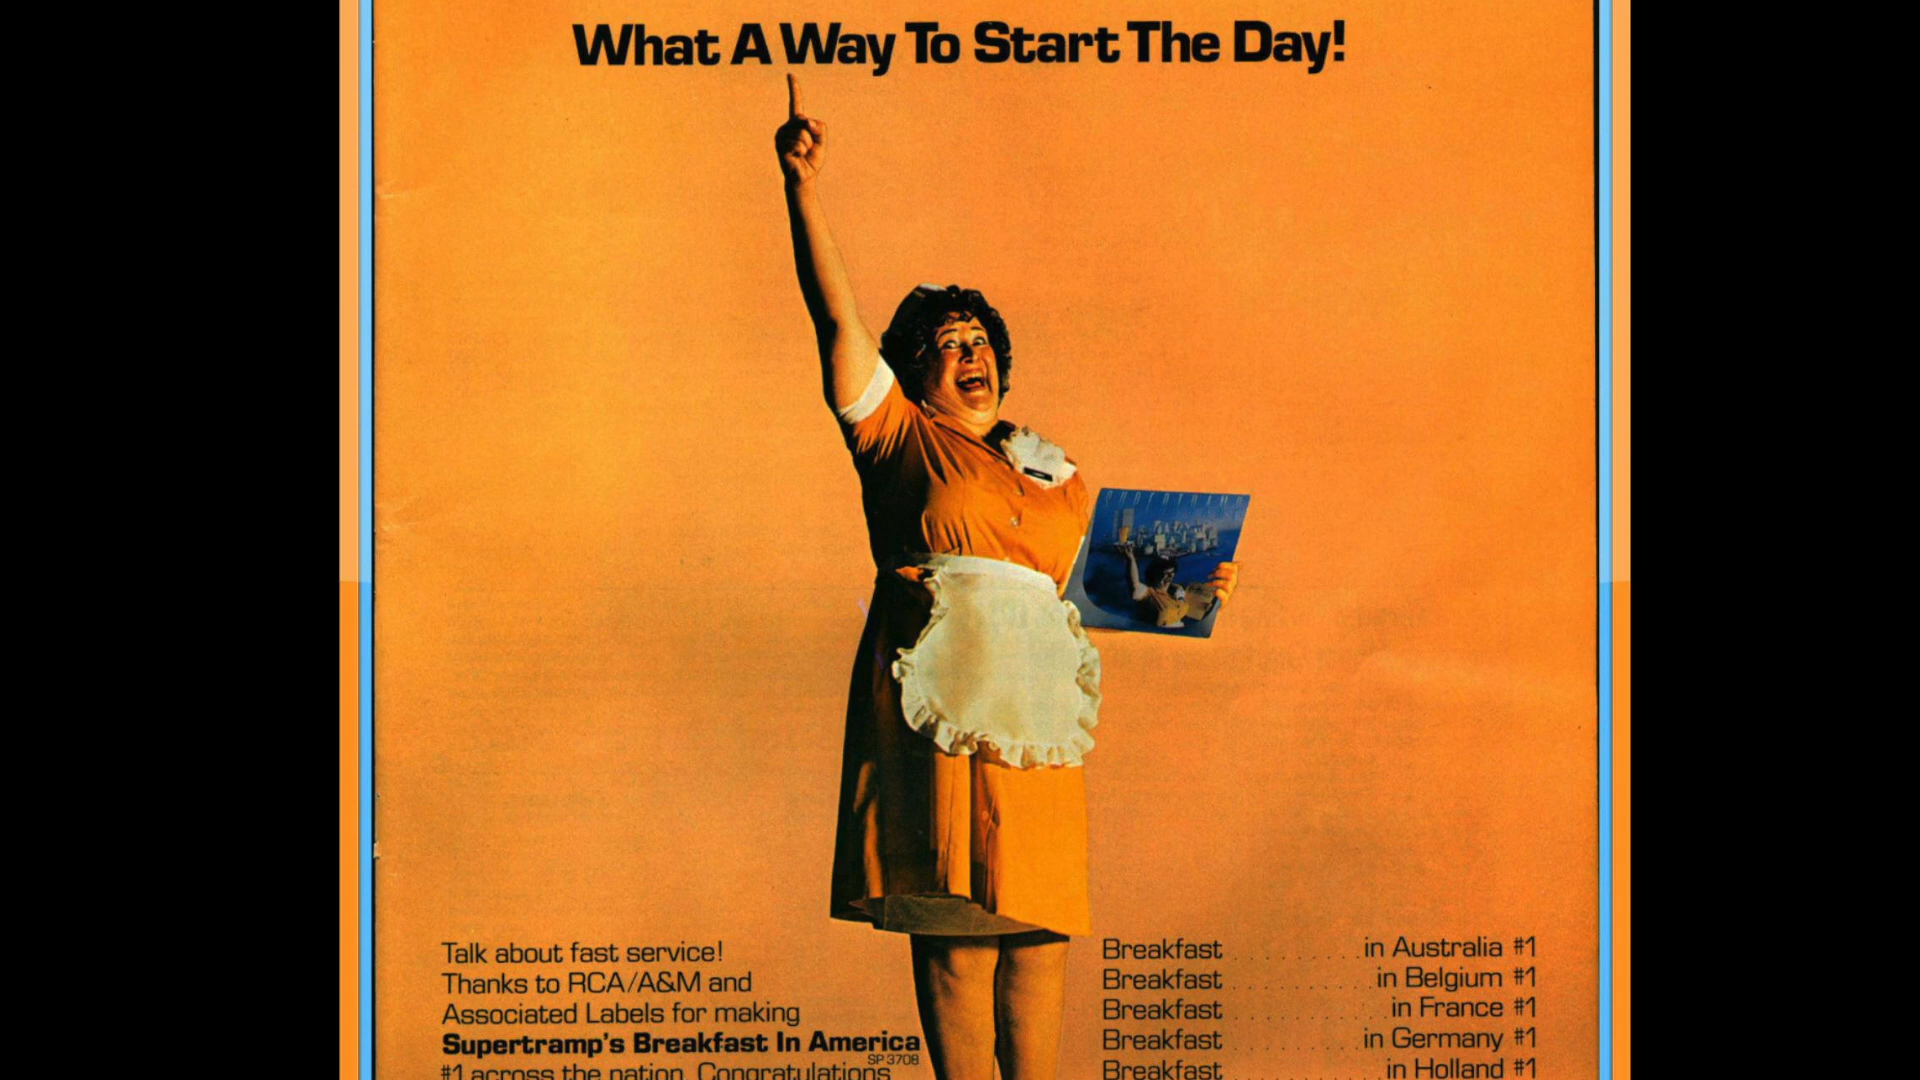 What A Way To Start The Day!
SUPERTRAMP
Talk about fast service!
Thanks to RCA/A&M and
Associated Labels for making
Supertramp's Breakfast In America
SP 3708
#1 across the nation. Congratulations
Breakfast . . . . . . . . . . in Australia #1
Breakfast . . . . . . . . . . . in Belgium #1
Breakfast . . . . . . . . . . . . in France #1
Breakfast . . . . . . . . . . in Germany #1
Breakfast . . . . . . . . . . . . in Holland #1